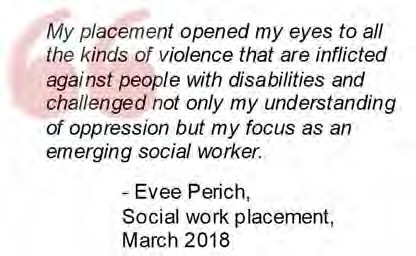 My placement opened my eyes to all
the kinds of violence that are inflicted
against people with disabilities and
challenged not only my understanding
of oppression but my focus as an
emerging social worker.
- Evee Perich,
Social work placement,
March 2018